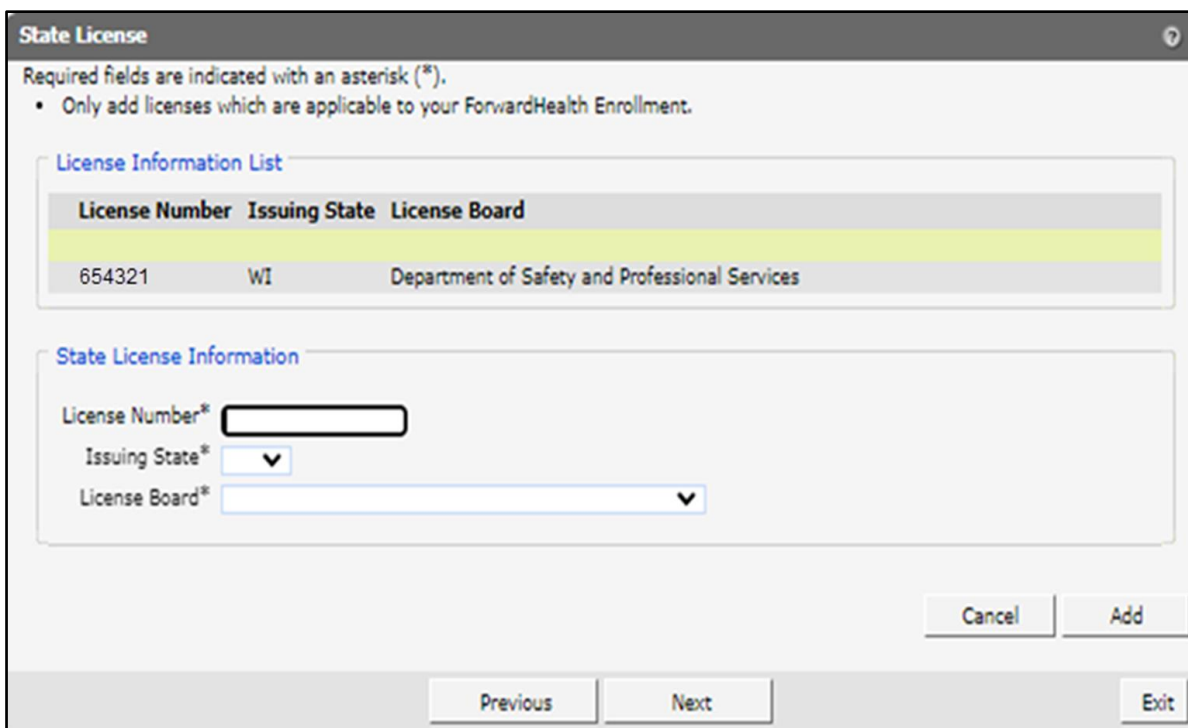 State License
?
Required fields are indicated with an asterisk (*).
• Only add licenses which are applicable to your ForwardHealth Enrollment.
License Information List
License Number Issuing State License Board
654321 WI Department of Safety and Professional Services
State License Information
License Number*
Issuing State*
License Board*
Cancel Add
Previous Next Exit